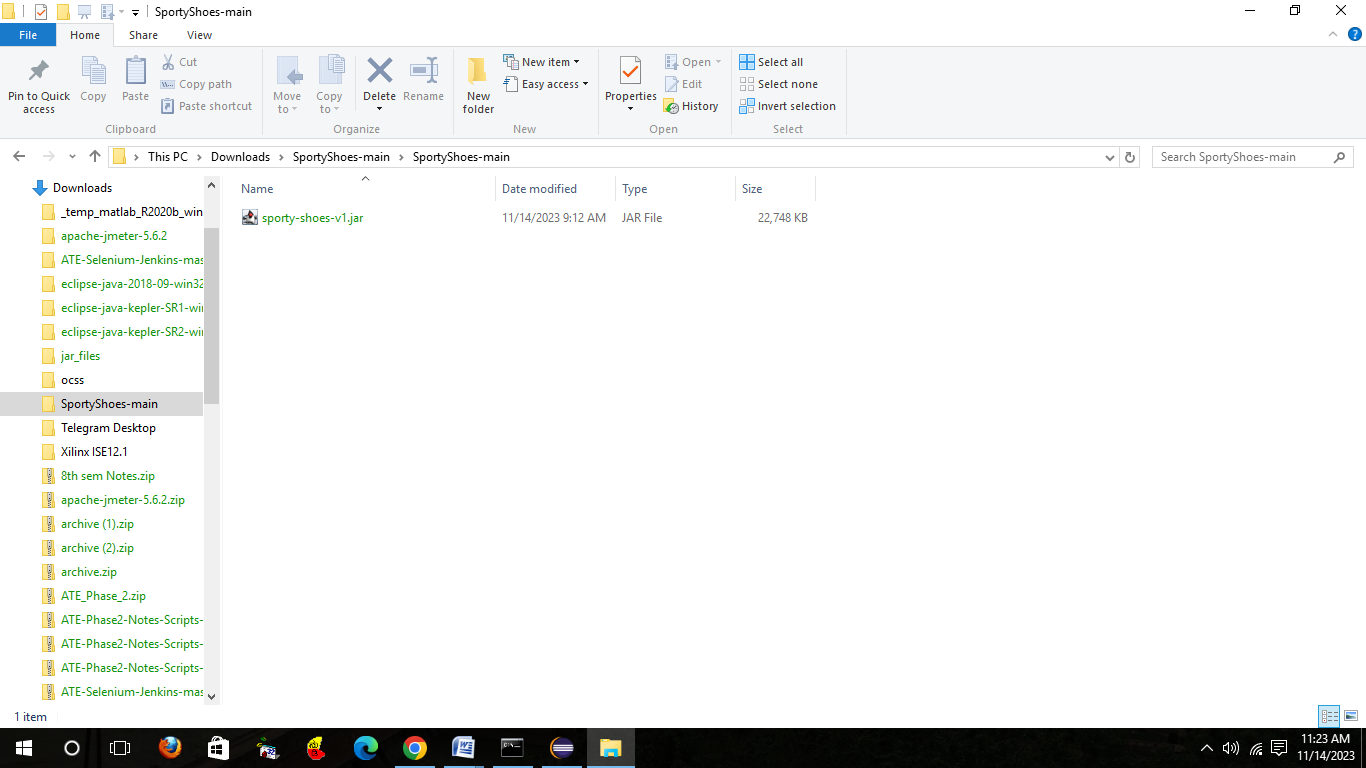 SportyShoes-main
File Home Share View
Pin to Quick access
Copy
Paste
Cut
Copy path
Paste shortcut
Clipboard
Move to
Copy to
Delete
Rename
Organize
New folder
New item
Easy access
New
Properties
Open
Edit
History
Open
Select all
Select none
Invert selection
Select
This PC Downloads SportyShoes-main SportyShoes-main
Search SportyShoes-main
Downloads
_temp_matlab_R2020b_win
apache-jmeter-5.6.2
ATE-Selenium-Jenkins-mas
eclipse-java-2018-09-win32
eclipse-java-kepler-SR1-wi
eclipse-java-kepler-SR2-wi
jar_files
ocss
SportyShoes-main
Telegram Desktop
Xilinx ISE12.1
8th sem Notes.zip
apache-jmeter-5.6.2.zip
archive (1).zip
archive (2).zip
archive.zip
ATE_Phase_2.zip
ATE-Phase2-Notes-Scripts-
ATE-Phase2-Notes-Scripts-
ATE-Phase2-Notes-Scripts-
ATE-Selenium-Jenkins-mas
Name Date modified Type Size
sporty-shoes-v1.jar 11/14/2023 9:12 AM JAR File 22,748 KB
1 item
11:23 AM
11/14/2023